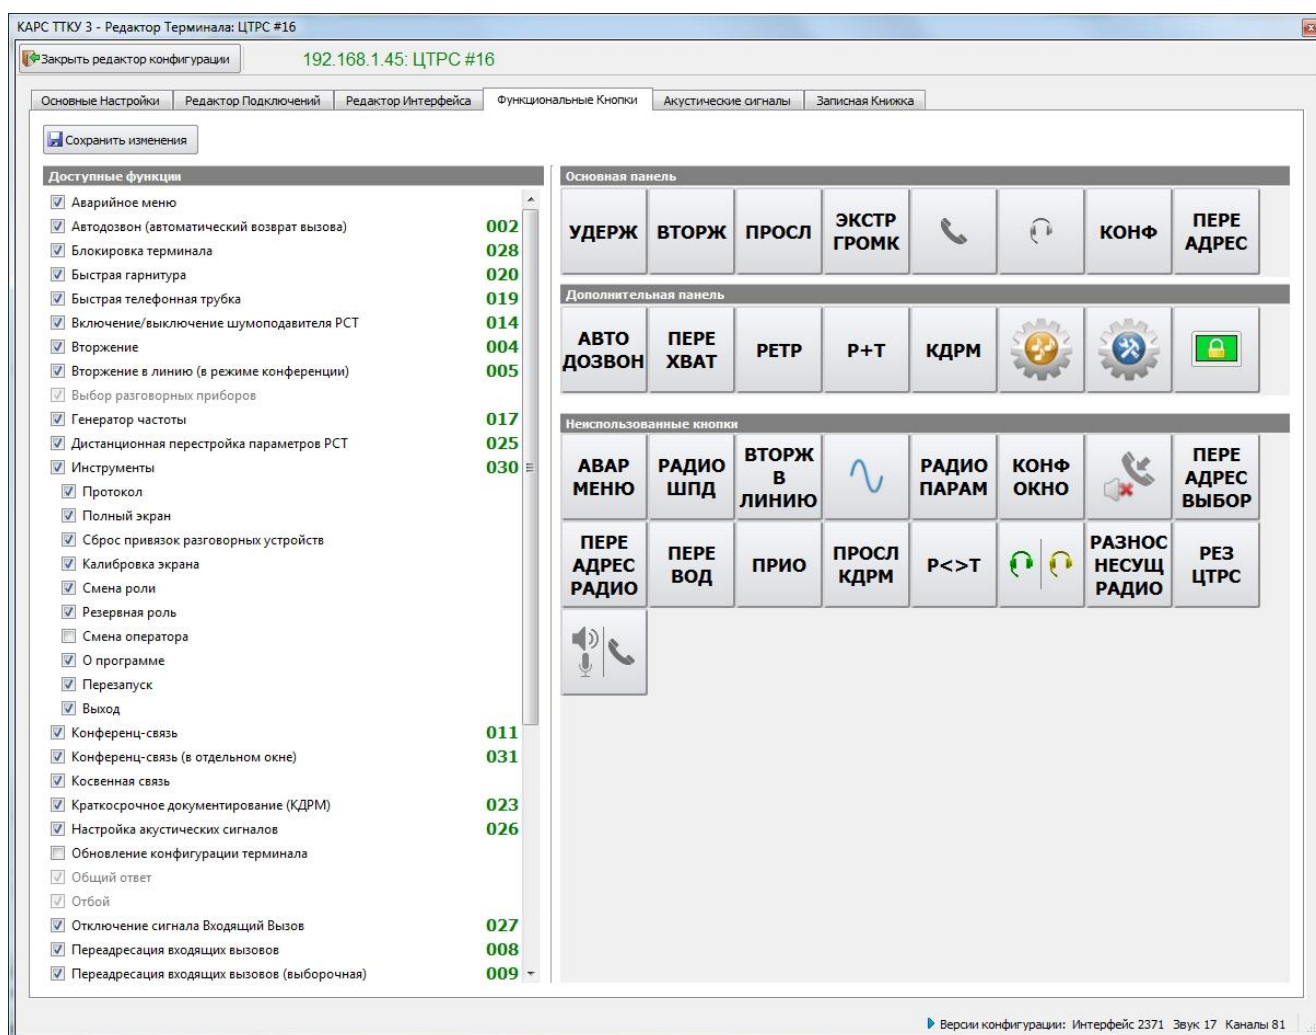 КАРС ТТКУ 3 - Редактор Терминала: ЦТРС #16
Закрыть редактор конфигурации
192.168.1.45: ЦТРС #16
Основные Настройки
Редактор Подключений
Редактор Интерфейса
Функциональные Кнопки
Акустические сигналы
Записная Книжка
Сохранить изменения
Доступные функции
Аварийное меню
Автодозвон (автоматический возврат вызова) 002
Блокировка терминала 028
Быстрая гарнитура 020
Быстрая телефонная трубка 019
Включение/выключение шумоподавителя РСТ 014
Вторжение 004
Вторжение в линию (в режиме конференции) 005
Выбор разговорных приборов
Генератор частоты 017
Дистанционная перестройка параметров РСТ 025
Инструменты 030
Протокол
Полный экран
Сброс привязок разговорных устройств
Калибровка экрана
Смена роли
Резервная роль
Смена оператора
О программе
Перезапуск
Выход
Конференц-связь 011
Конференц-связь (в отдельном окне) 031
Косвенная связь
Краткосрочное документирование (КДРМ) 023
Настройка акустических сигналов 026
Обновление конфигурации терминала
Общий ответ
Отбой
Отключение сигнала Входящий Вызов 027
Переадресация входящих вызовов 008
Переадресация входящих вызовов (выборочная) 009
Основная панель
УДЕРЖ
ВТОРЖ
ПРОСЛ
ЭКСТР
ГРОМК
КОНФ
ПЕРЕ
АДРЕС
Дополнительная панель
АВТО
ДОЗВОН
ПЕРЕ
ХВАТ
РЕТР
Р+Т
КДРМ
Неиспользованные кнопки
АВАР
МЕНЮ
РАДИО
ШПД
ВТОРЖ
В
ЛИНИЮ
РАДИО
ПАРАМ
КОНФ
ОКНО
ПЕРЕ
АДРЕС
ВЫБОР
ПЕРЕ
АДРЕС
РАДИО
ПЕРЕ
ВОД
ПРИО
ПРОСЛ
КДРМ
Р<>Т
РАЗНОС
НЕСУЩ
РАДИО
РЕЗ
ЦТРС
Версии конфигурации: Интерфейс 2371 Звук 17 Каналы 81